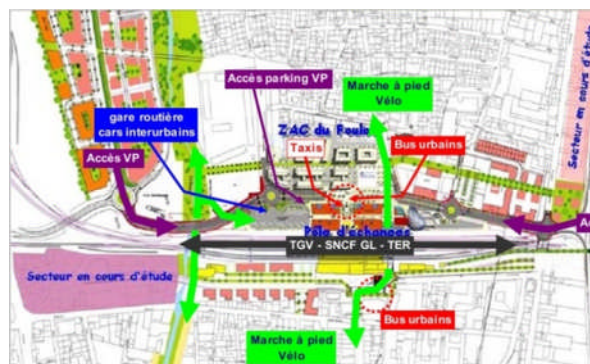 Accès parking VP
Marche à pied
Vélo
gare routière
cars interurbains
ZAC du Foulo
Taxis
Bus urbains
Secteur en cours d'étude
Accès VP
Pôle d'échanges
TGV - SNCF GL - TER
Secteur en cours d'étude
Bus urbains
Marche à pied
Vélo